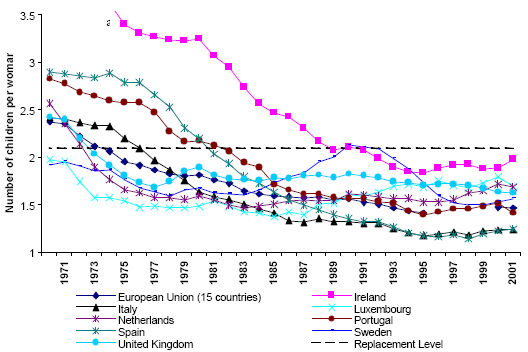 3.5
a
3
2.5
2
1.5
1
Number of children per womar
1971 1973 1975 1977 1979 1981 1983 1985 1987 1989 1991 1993 1995 1997 1999 2001
European Union (15 countries) Ireland
Italy Luxembourg
Netherlands Portugal
Spain Sweden
United Kingdom Replacement Level